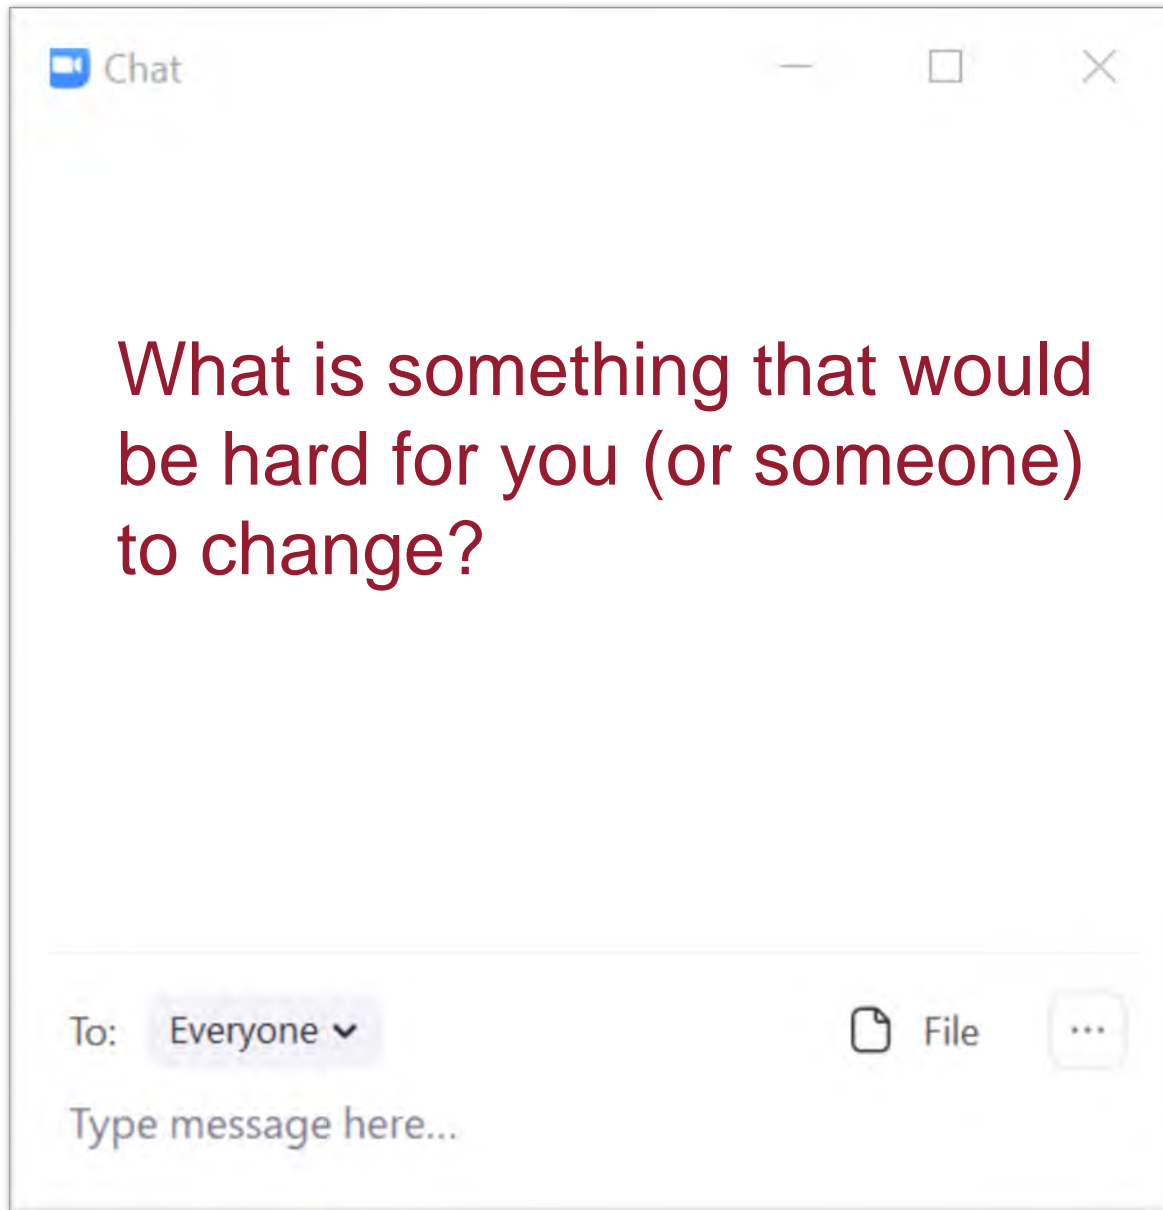 Chat
What is something that would
be hard for you (or someone)
to change?
To: Everyone File ...
Type message here...